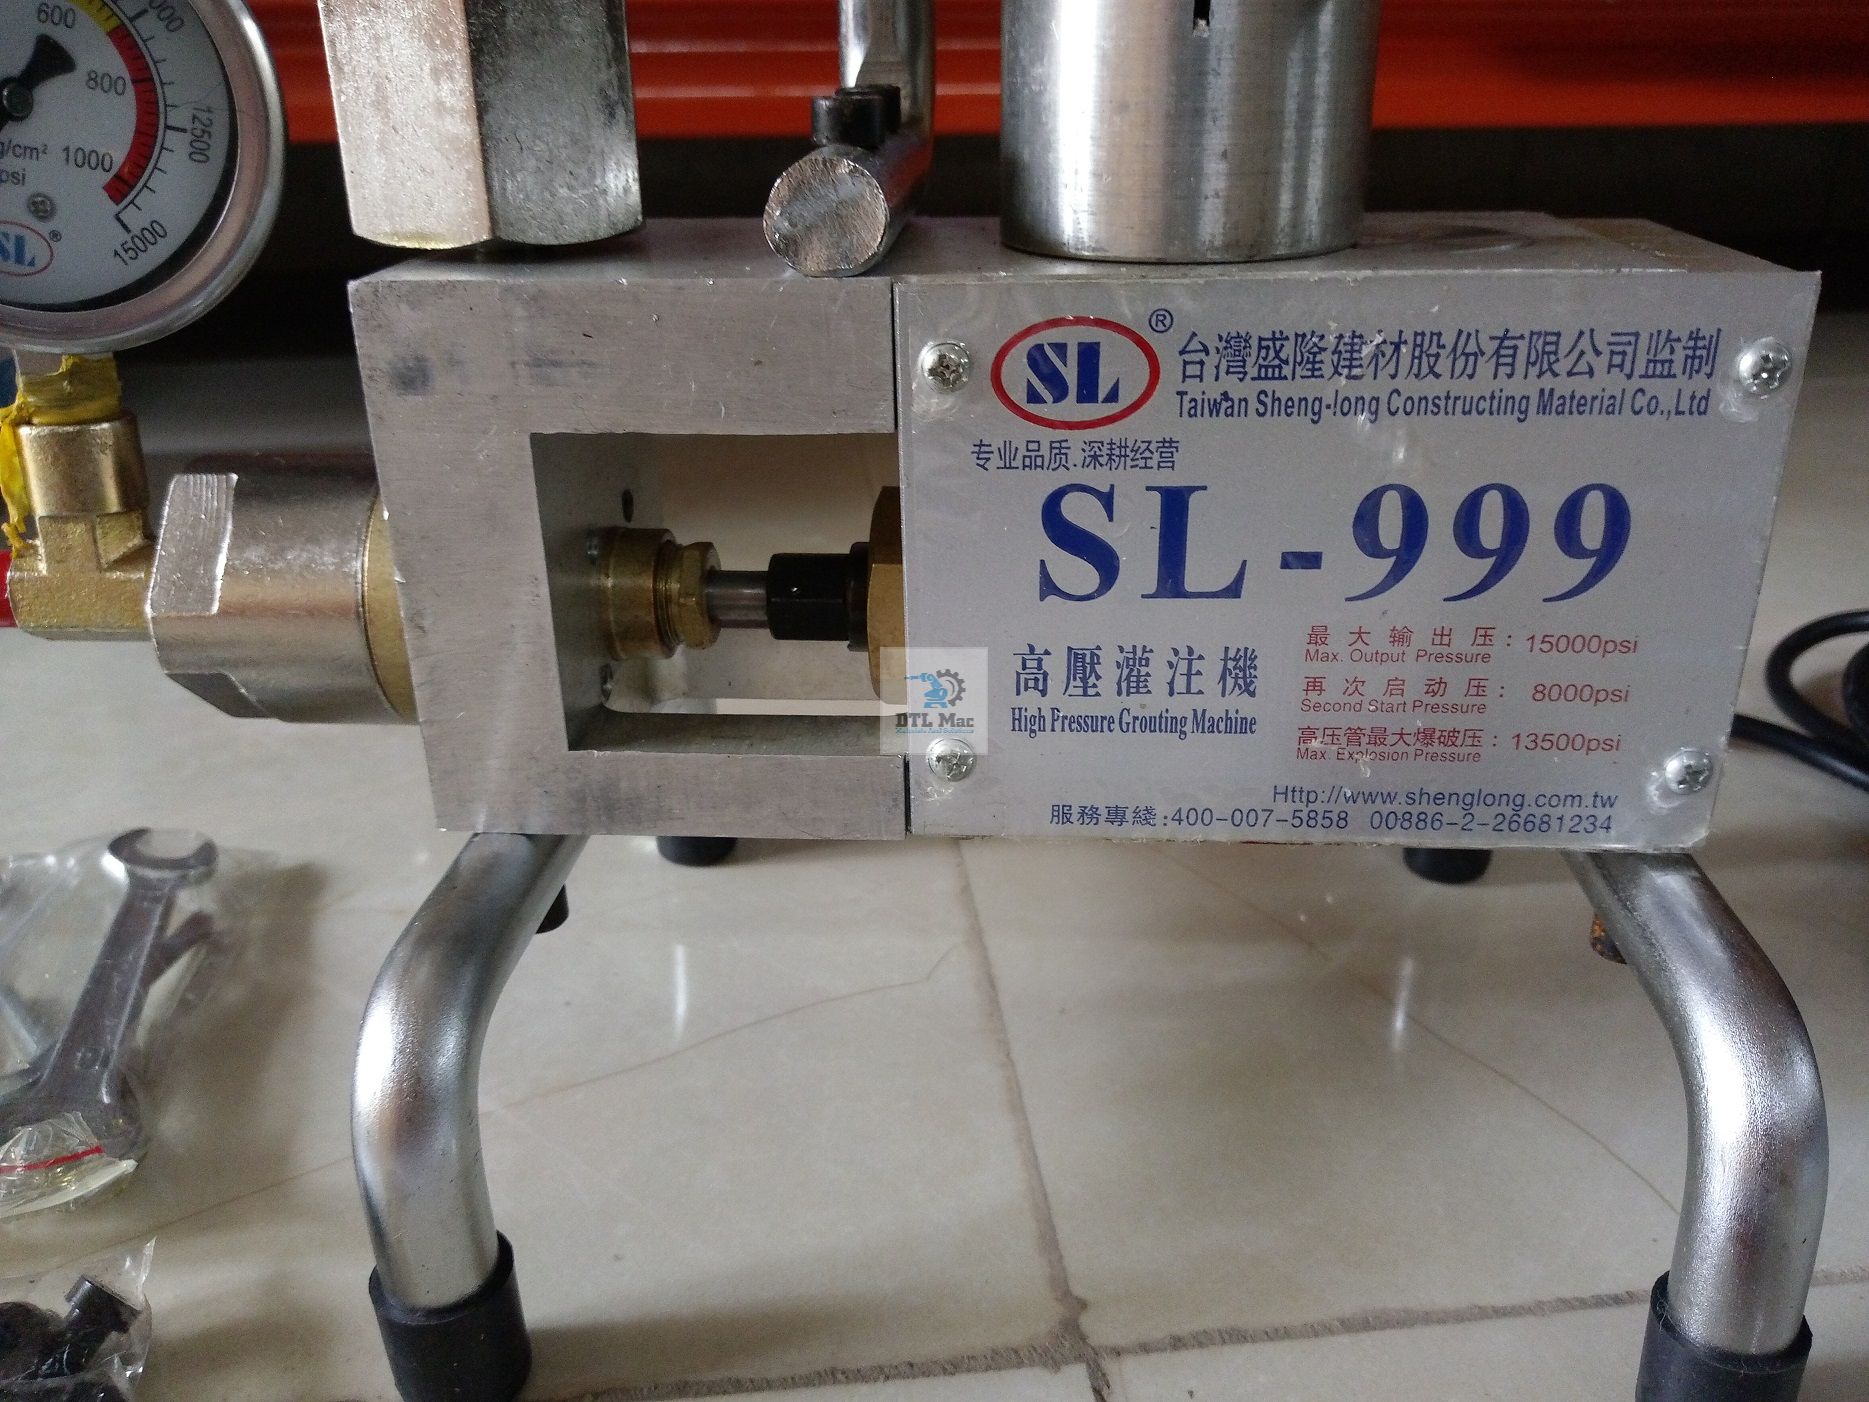 600
800
12500
g/cm²
1000
psi
15000
SL ®
SL ®
台灣盛隆建材股份有限公司监制
Taiwan Sheng-long Constructing Material Co.,Ltd
专业品质.深耕经营
SL-999
高壓灌注機
High Pressure Grouting Machine
最大输出压: 15000psi
Max. Output Pressure
再次启动压: 8000psi
Second Start Pressure
高压管最大爆破压: 13500psi
Max. Explosion Pressure
Http://www.shenglong.com.tw
服務專綫:400-007-5858 00886-2-26681234
DTL Mac